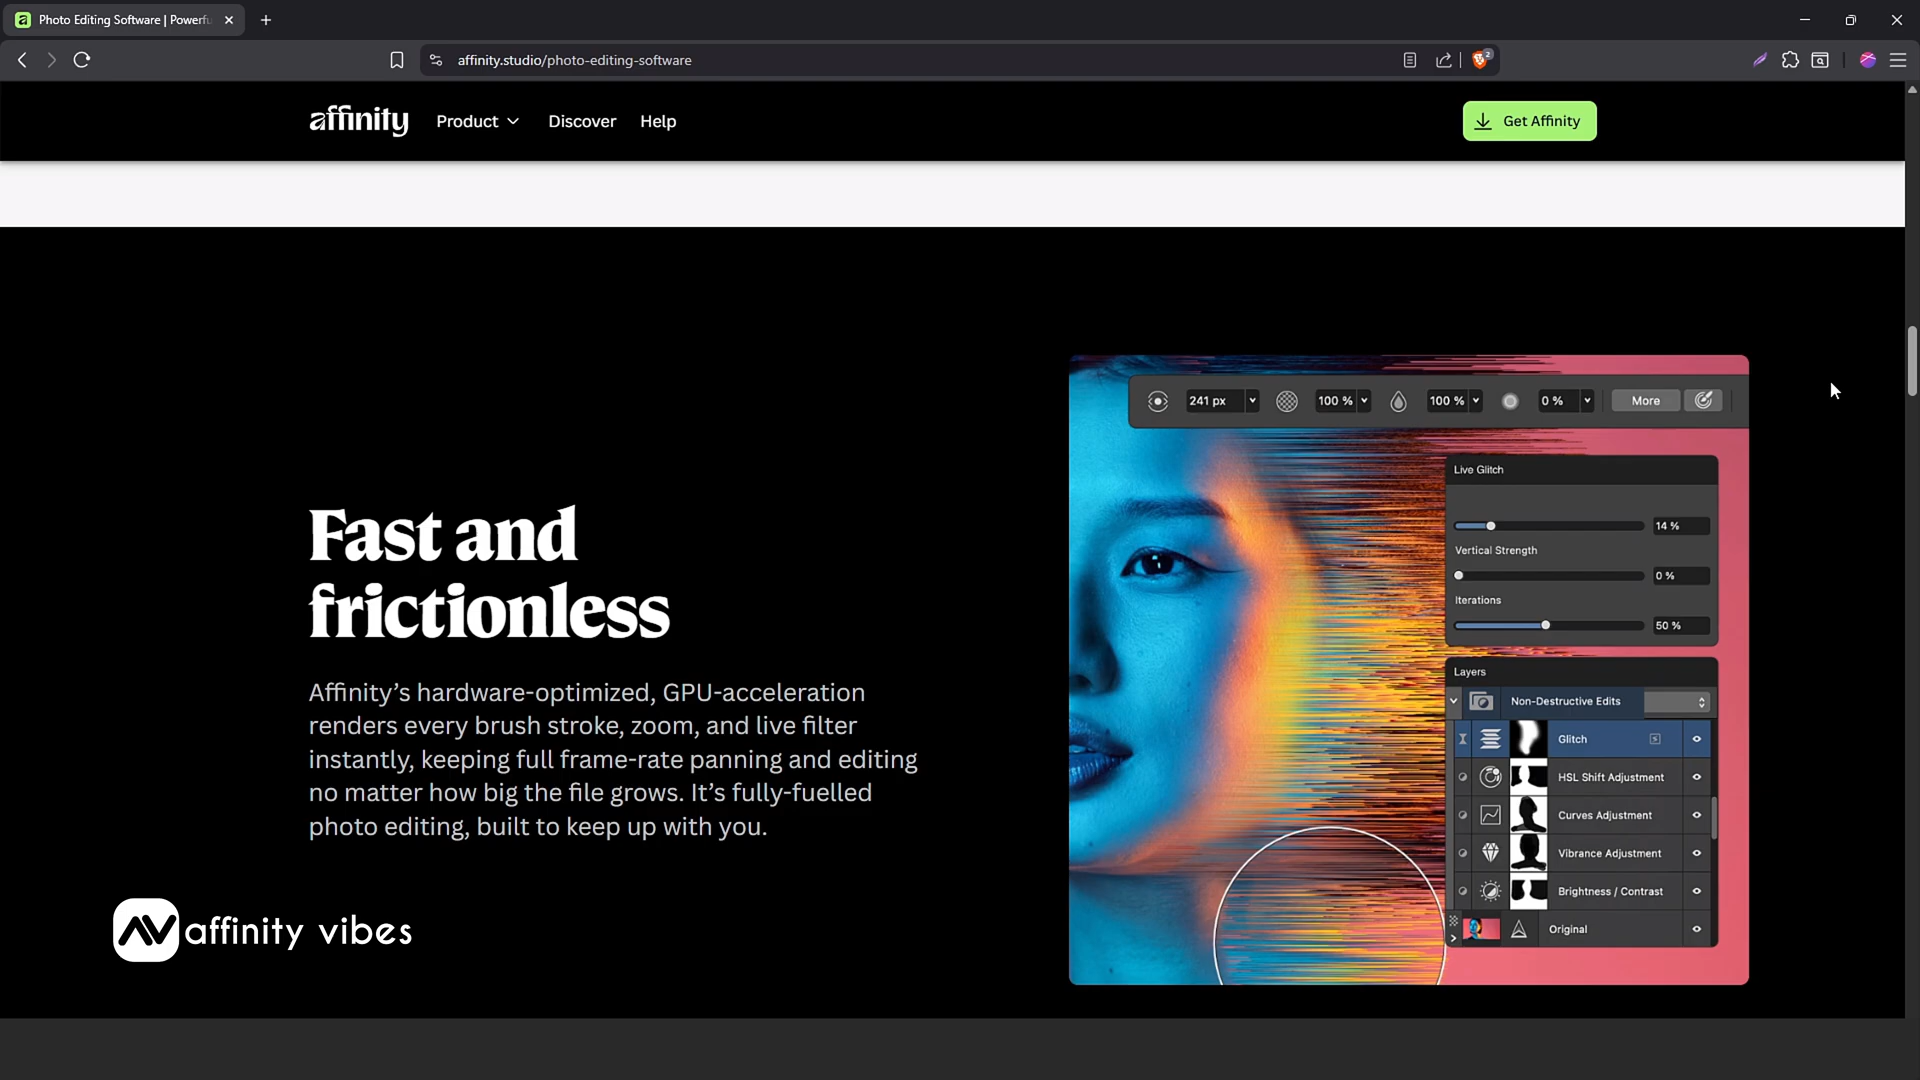 Photo Editing Software | Powerfu
affinity.studio/photo-editing-software
2
affinity
Product
Discover
Help
Get Affinity
241 px
100 %
100 %
0 %
More
Live Glitch
14 %
Vertical Strength
0 %
Iterations
50 %
Fast and
frictionless
Affinity’s hardware-optimized, GPU-acceleration
renders every brush stroke, zoom, and live filter
instantly, keeping full frame-rate panning and editing
no matter how big the file grows. It’s fully-fuelled
photo editing, built to keep up with you.
Layers
Non-Destructive Edits
Glitch
HSL Shift Adjustment
Curves Adjustment
Vibrance Adjustment
Brightness / Contrast
Original
AV affinity vibes